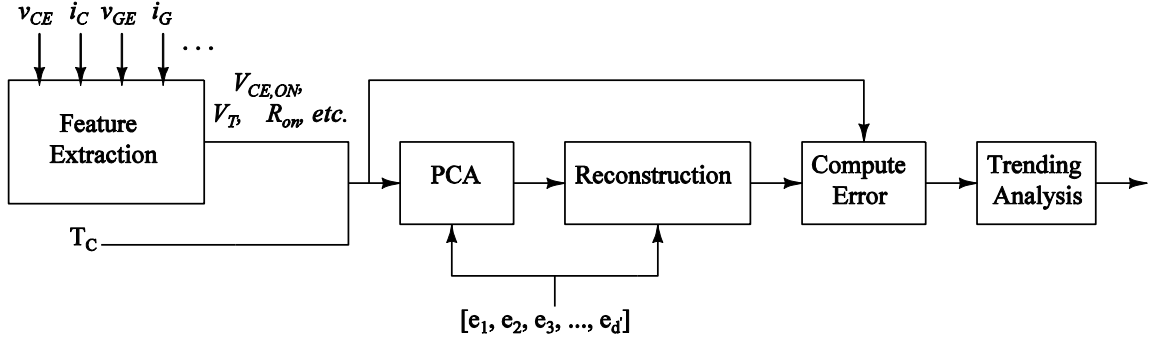 v_CE i_C v_GE i_G ...
V_CE,ON,
V_T, R_on, etc.
Feature
Extraction
PCA
Reconstruction
Compute
Error
Trending
Analysis
T_C
[e_1, e_2, e_3, ..., e_d']